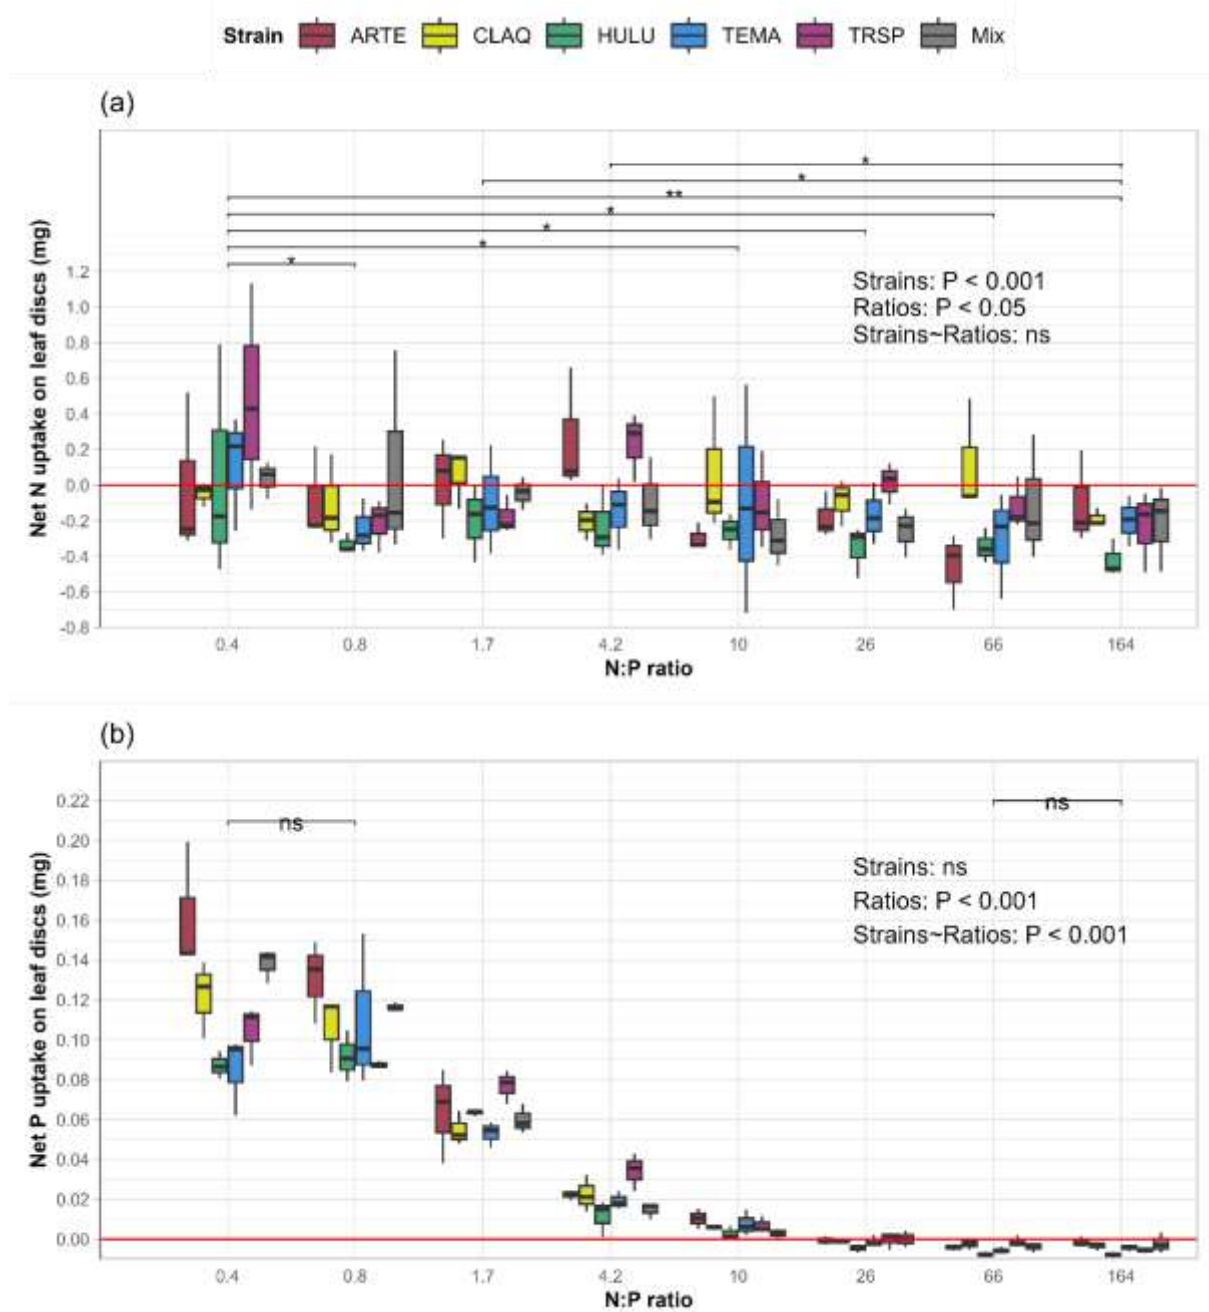 Strain ARTE CLAQ HULU TEMA TRSP Mix
(a)
Net N uptake on leaf discs (mg)
*
*
**
*
*
*
*
Strains: P < 0.001
Ratios: P < 0.05
Strains~Ratios: ns
1.2
1.0
0.8
0.6
0.4
0.2
0.0
-0.2
-0.4
-0.6
-0.8
0.4 0.8 1.7 4.2 10 26 66 164
N:P ratio
(b)
Net P uptake on leaf discs (mg)
ns
ns
Strains: ns
Ratios: P < 0.001
Strains~Ratios: P < 0.001
0.22
0.20
0.18
0.16
0.14
0.12
0.10
0.08
0.06
0.04
0.02
0.00
0.4 0.8 1.7 4.2 10 26 66 164
N:P ratio